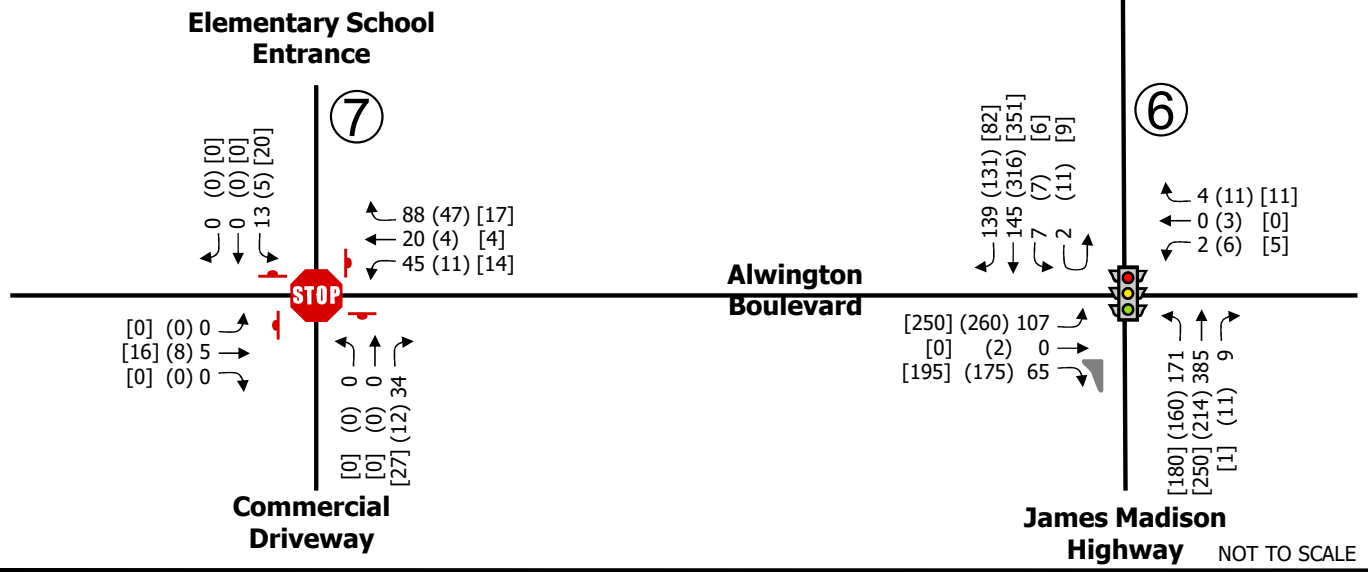 Elementary School
Entrance
7
0 (0) [0]
0 (0) [0]
13 (5) [20]
88 (47) [17]
20 (4) [4]
45 (11) [14]
STOP
[0] (0) 0
[16] (8) 5
[0] (0) 0
[0] (0) 0
[0] (0) 0
[27] (12) 34
Commercial
Driveway
Alwington
Boulevard
6
139 (131) [82]
145 (316) [351]
7 (7) [6]
2 (11) [9]
4 (11) [11]
0 (3) [0]
2 (6) [5]
[250] (260) 107
[0] (2) 0
[195] (175) 65
[180] (160) 171
[250] (214) 385
[1] (11) 9
James Madison
Highway
NOT TO SCALE